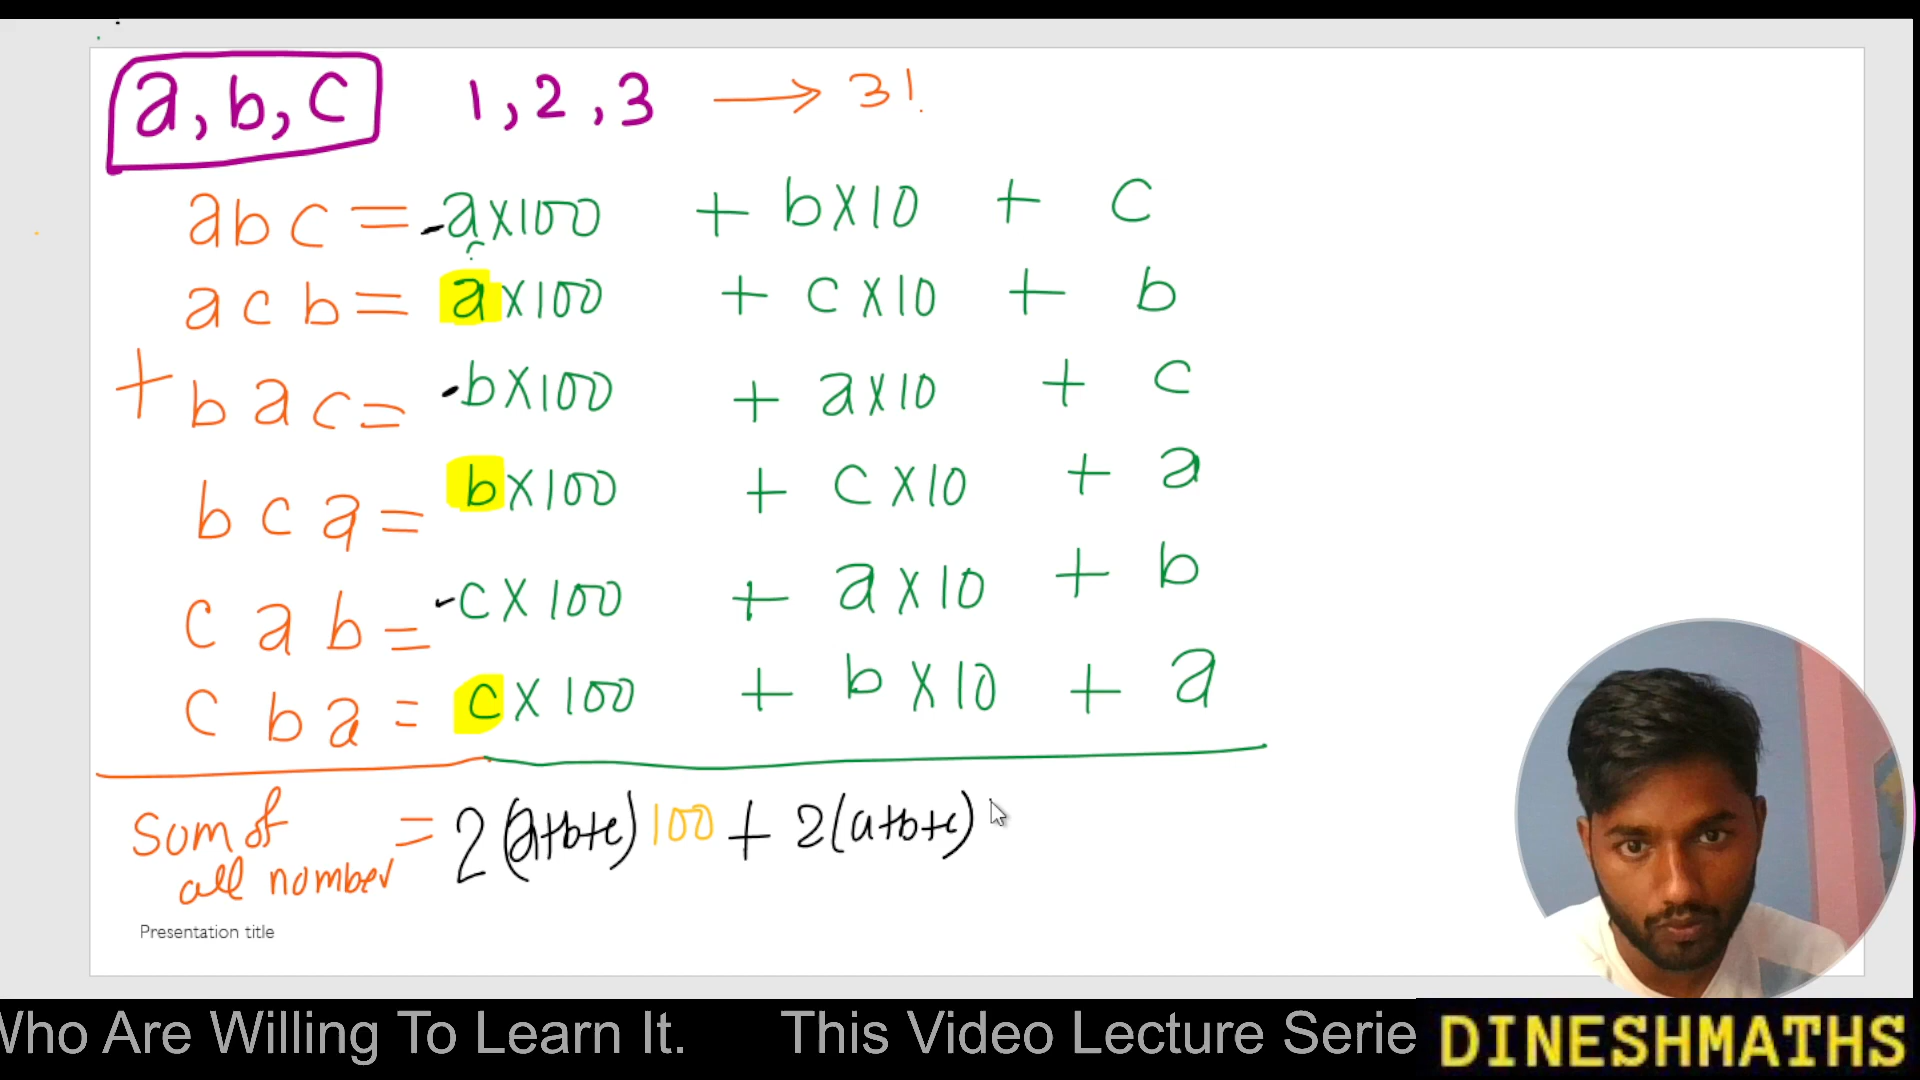 a, b, c 1, 2, 3 → 3!
abc = a×100 + b×10 + c
acb = a×100 + c×10 + b
+ bac = b×100 + a×10 + c
bca = b×100 + c×10 + a
cab = c×100 + a×10 + b
cba = c×100 + b×10 + a
Sum of all number = 2(a+b+c)100 + 2(a+b+c)
Presentation title
Who Are Willing To Learn It. This Video Lecture Serie
DINESHMATHS